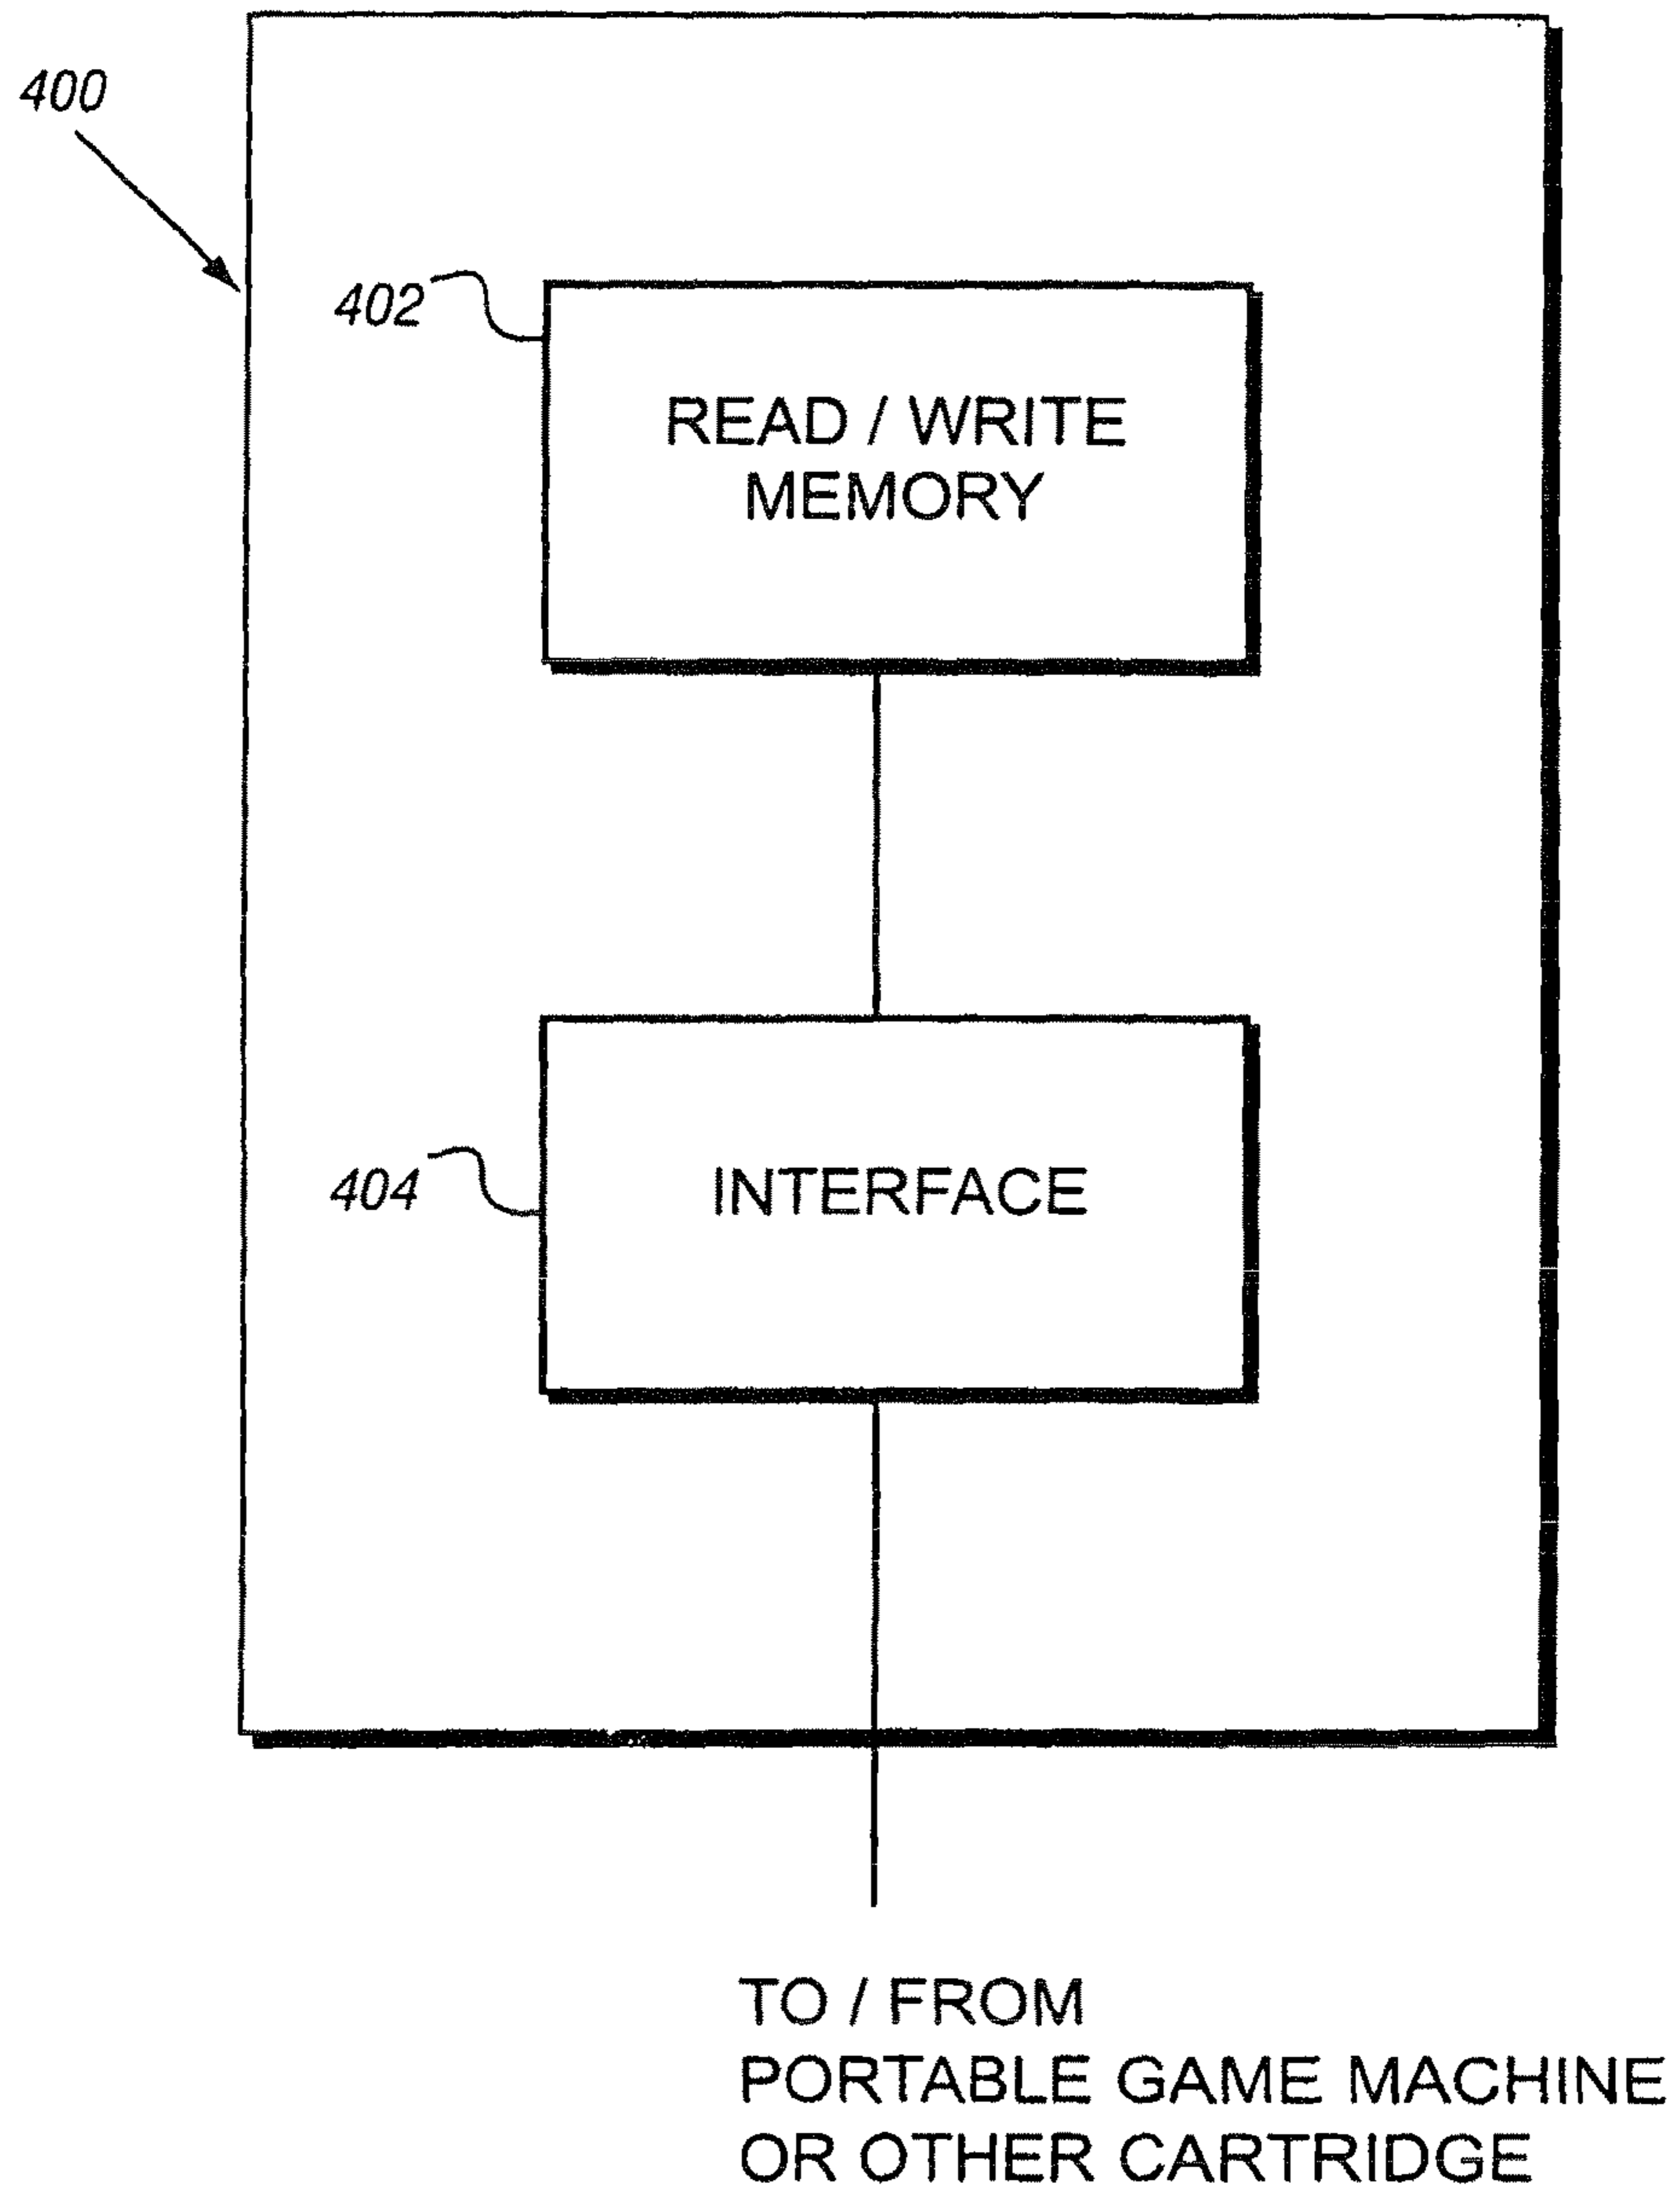 400
402
READ / WRITE
MEMORY
404
INTERFACE
TO / FROM
PORTABLE GAME MACHINE
OR OTHER CARTRIDGE